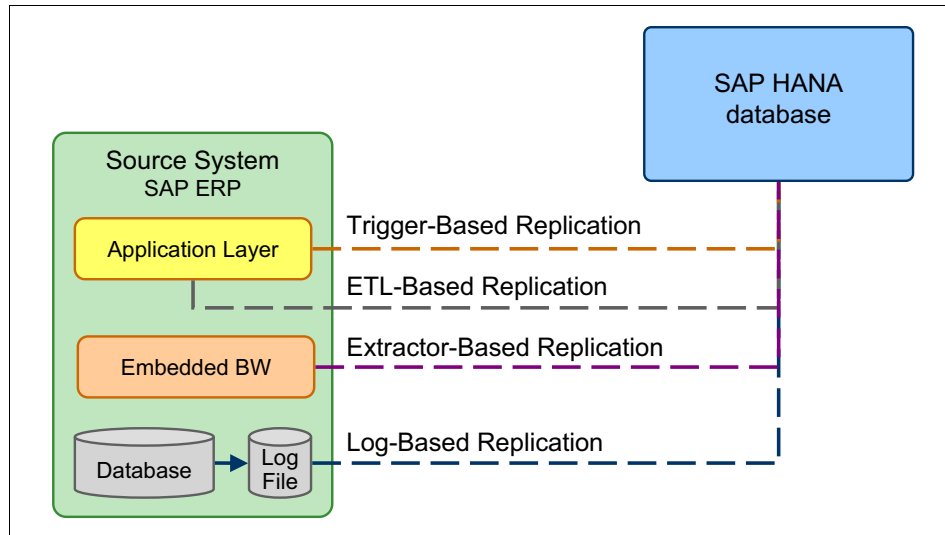 SAP HANA
database
Source System
SAP ERP
Application Layer
Trigger-Based Replication
ETL-Based Replication
Embedded BW
Extractor-Based Replication
Database
Log
File
Log-Based Replication